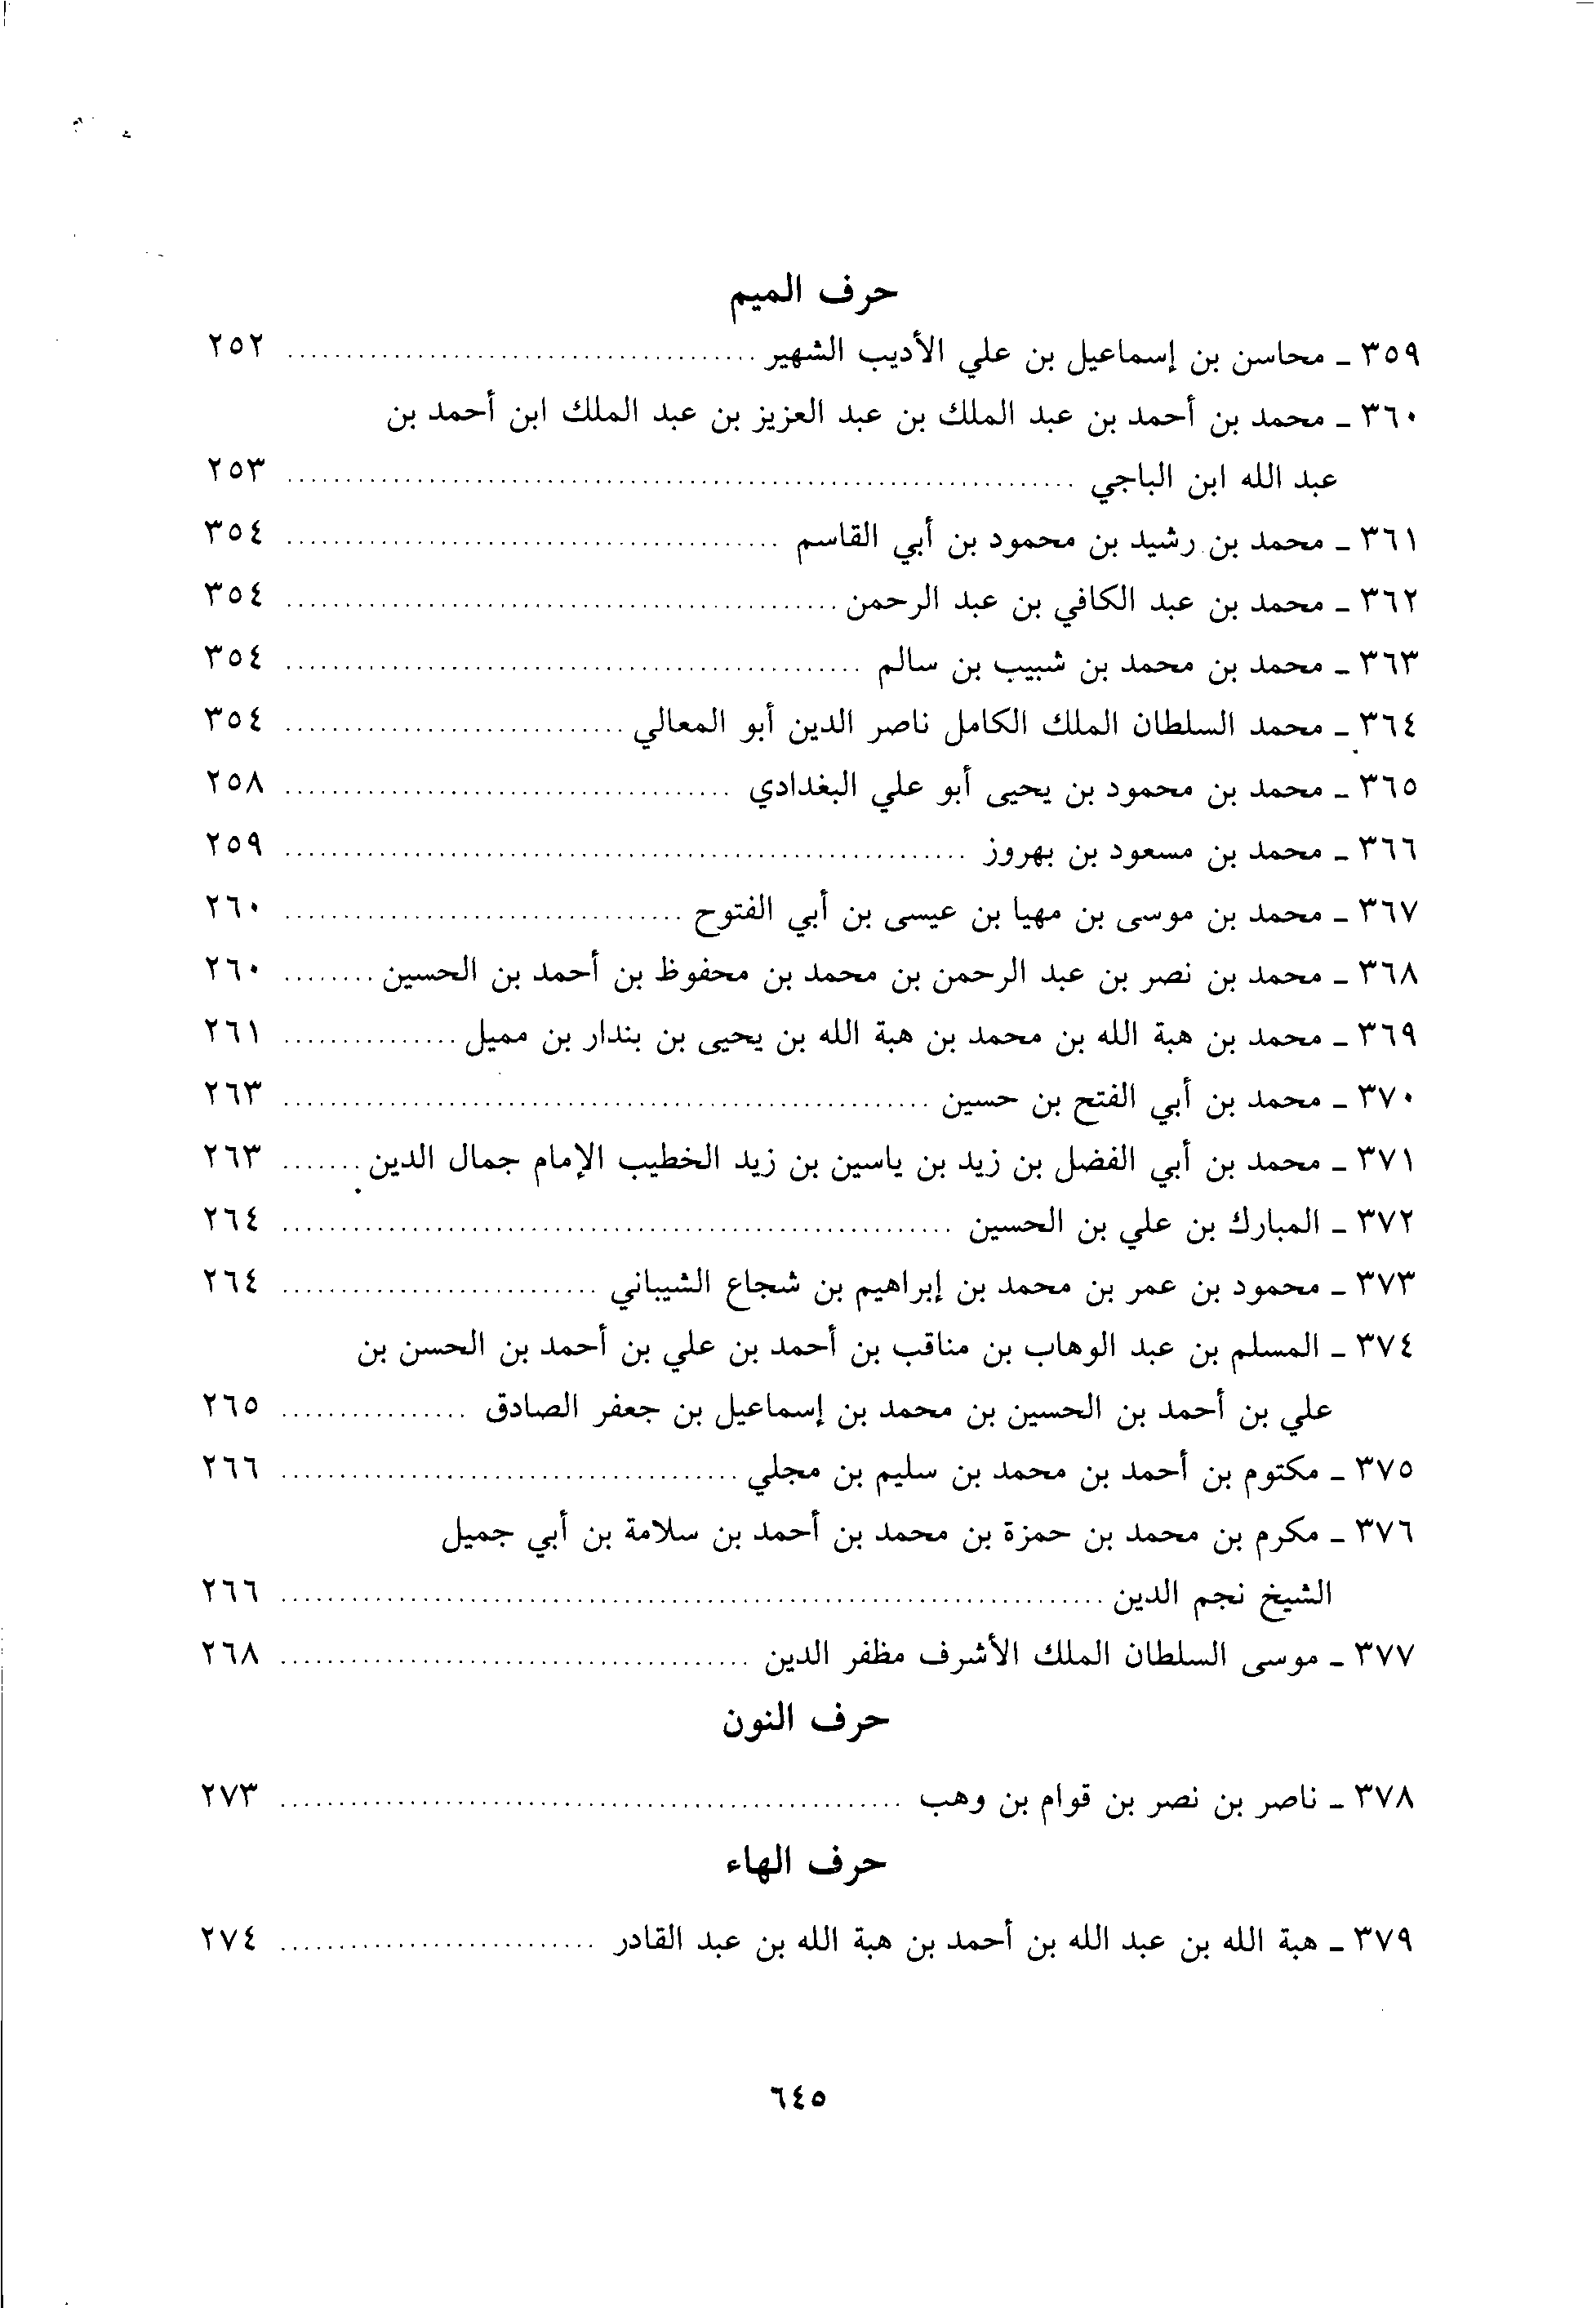 حرف الميم
٣٥٩ - محاسن بن إسماعيل بن علي الأديب الشهير ........ ٢٥٢
٣٦٠ - محمد بن أحمد بن عبد الملك بن عبد العزيز بن عبد الملك ابن أحمد بن
عبد الله ابن الباجي ........ ٢٥٣
٣٦١ - محمد بن رشيد بن محمود بن أبي القاسم ........ ٣٥٤
٣٦٢ - محمد بن عبد الكافي بن عبد الرحمن ........ ٣٥٤
٣٦٣ - محمد بن محمد بن شبيب بن سالم ........ ٣٥٤
٣٦٤ - محمد السلطان الملك الكامل ناصر الدين أبو المعالي ........ ٣٥٤
٣٦٥ - محمد بن محمود بن يحيى أبو علي البغدادي ........ ٢٥٨
٣٦٦ - محمد بن مسعود بن بهروز ........ ٢٥٩
٣٦٧ - محمد بن موسى بن مهيا بن عيسى بن أبي الفتوح ........ ٢٦٠
٣٦٨ - محمد بن نصر بن عبد الرحمن بن محمد بن محفوظ بن أحمد بن الحسين ........ ٢٦٠
٣٦٩ - محمد بن هبة الله بن محمد بن هبة الله بن يحيى بن بندار بن مميل ........ ٢٦١
٣٧٠ - محمد بن أبي الفتح بن حسين ........ ٢٦٣
٣٧١ - محمد بن أبي الفضل بن زيد بن ياسين بن زيد الخطيب الإمام جمال الدين ....... ٢٦٣
٣٧٢ - المبارك بن علي بن الحسين ........ ٢٦٤
٣٧٣ - محمود بن عمر بن محمد بن إبراهيم بن شجاع الشيباني ........ ٢٦٤
٣٧٤ - المسلم بن عبد الوهاب بن مناقب بن أحمد بن علي بن أحمد بن الحسن بن
علي بن أحمد بن الحسين بن محمد بن إسماعيل بن جعفر الصادق ........ ٢٦٥
٣٧٥ - مكتوم بن أحمد بن محمد بن سليم بن مجلي ........ ٢٦٦
٣٧٦ - مكرم بن محمد بن حمزة بن محمد بن أحمد بن سلامة بن أبي جميل
الشيخ نجم الدين ........ ٢٦٦
٣٧٧ - موسى السلطان الملك الأشرف مظفر الدين ........ ٢٦٨
حرف النون
٣٧٨ - ناصر بن نصر بن قوام بن وهب ........ ٢٧٣
حرف الهاء
٣٧٩ - هبة الله بن عبد الله بن أحمد بن هبة الله بن عبد القادر ........ ٢٧٤
٦٤٥